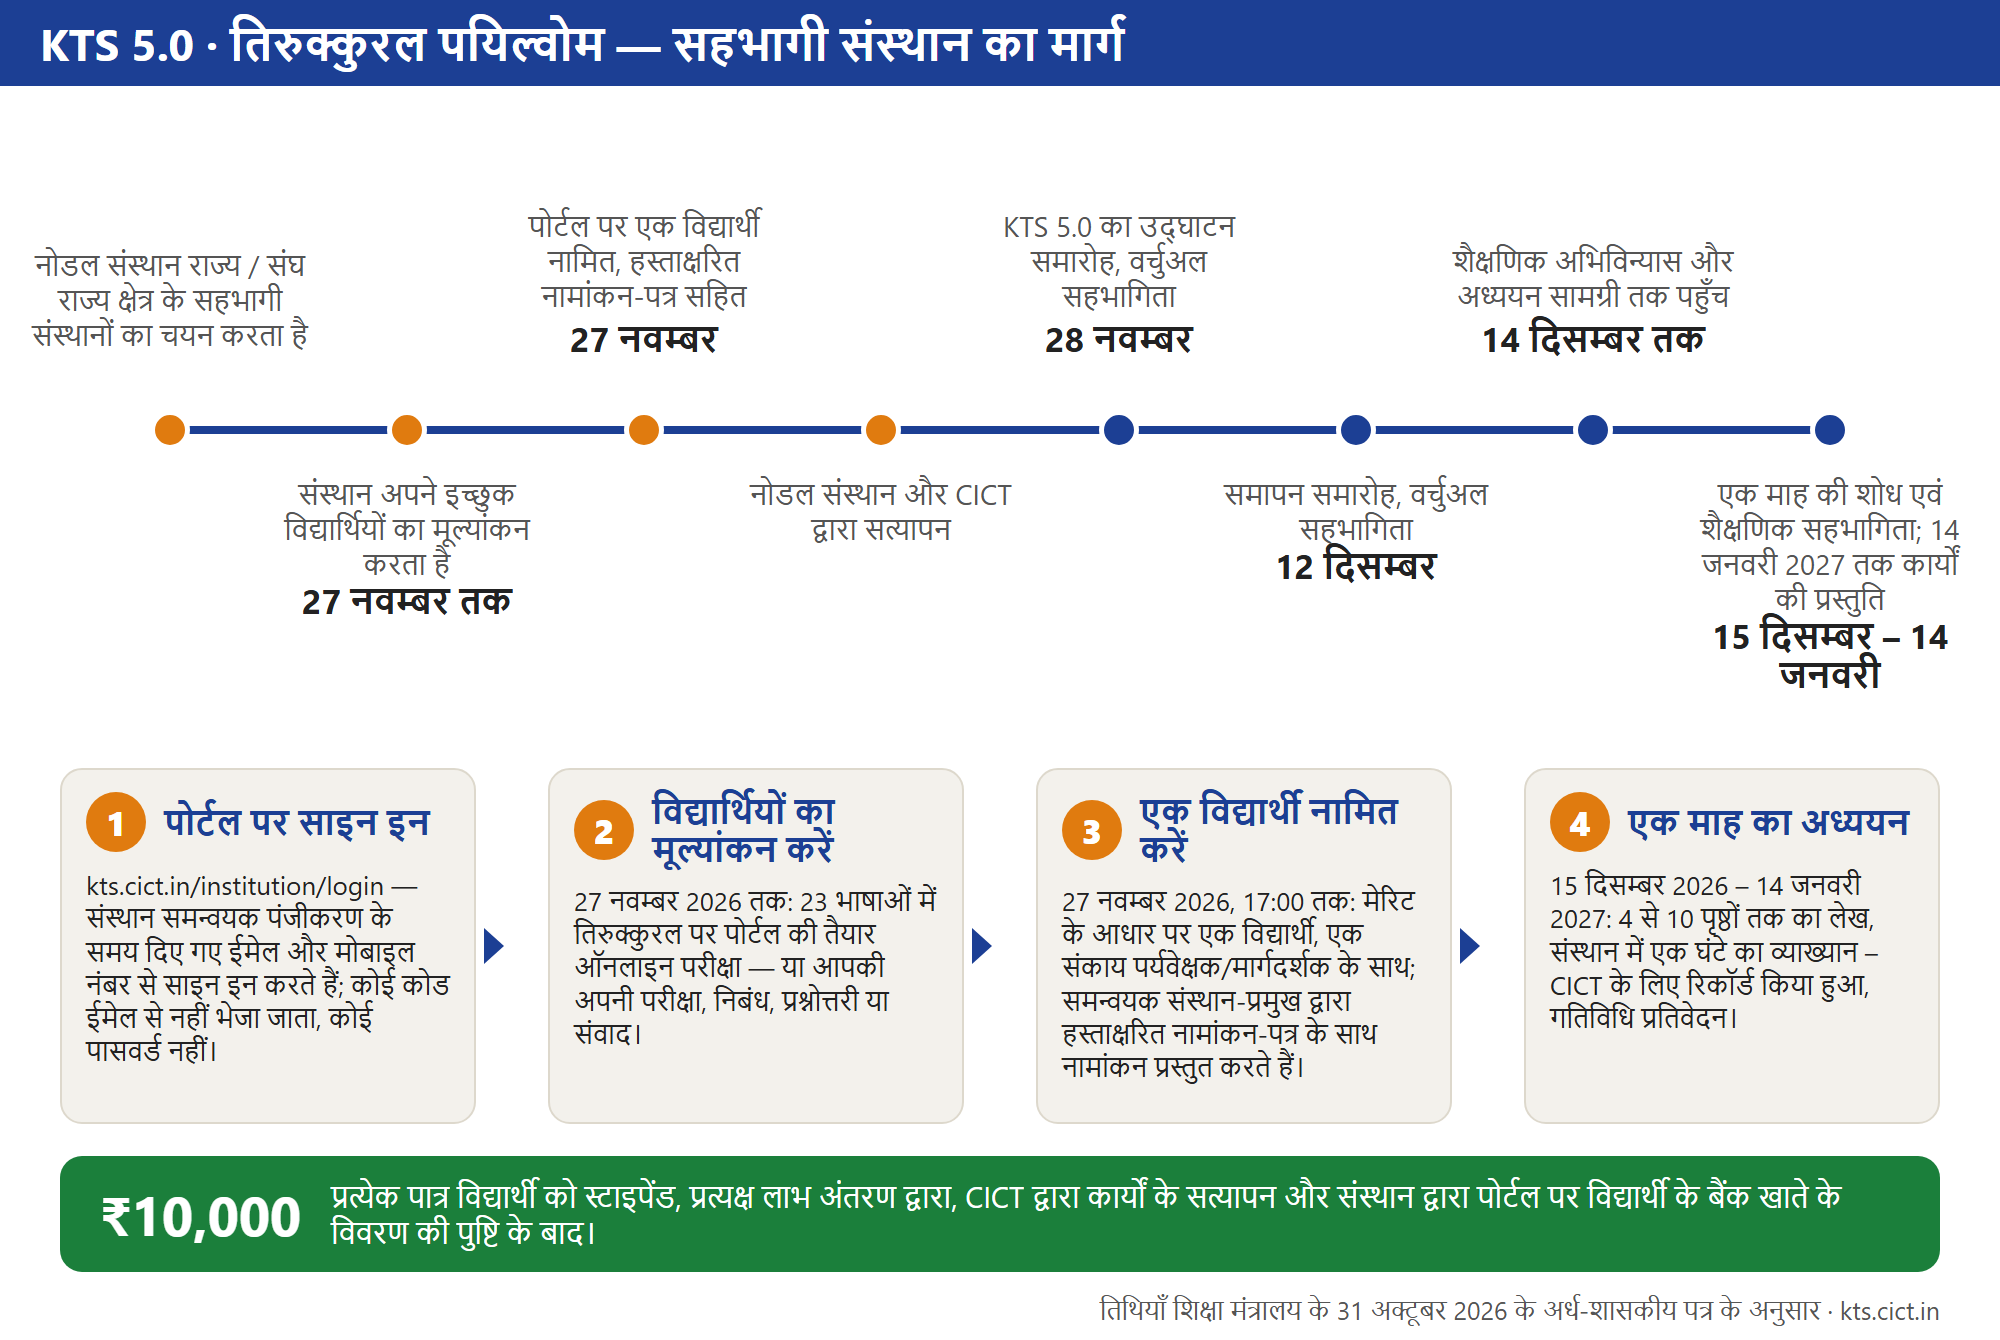 KTS 5.0 · तिरुक्कुरल पयिल्वोम — सहभागी संस्थान का मार्ग
नोडल संस्थान राज्य / संघ
राज्य क्षेत्र के सहभागी
संस्थानों का चयन करता है
पोर्टल पर एक विद्यार्थी
नामित, हस्ताक्षरित
नामांकन-पत्र सहित
27 नवम्बर
KTS 5.0 का उद्घाटन
समारोह, वर्चुअल
सहभागिता
28 नवम्बर
शैक्षणिक अभिविन्यास और
अध्ययन सामग्री तक पहुँच
14 दिसम्बर तक
संस्थान अपने इच्छुक
विद्यार्थियों का मूल्यांकन
करता है
27 नवम्बर तक
नोडल संस्थान और CICT
द्वारा सत्यापन
समापन समारोह, वर्चुअल
सहभागिता
12 दिसम्बर
एक माह की शोध एवं
शैक्षणिक सहभागिता; 14
जनवरी 2027 तक कार्यों
की प्रस्तुति
15 दिसम्बर – 14
जनवरी
1 पोर्टल पर साइन इन
kts.cict.in/institution/login —
संस्थान समन्वयक पंजीकरण के
समय दिए गए ईमेल और मोबाइल
नंबर से साइन इन करते हैं; कोई कोड
ईमेल से नहीं भेजा जाता, कोई
पासवर्ड नहीं।
2 विद्यार्थियों का
मूल्यांकन करें
27 नवम्बर 2026 तक: 23 भाषाओं में
तिरुक्कुरल पर पोर्टल की तैयार
ऑनलाइन परीक्षा — या आपकी
अपनी परीक्षा, निबंध, प्रश्नोत्तरी या
संवाद।
3 एक विद्यार्थी नामित
करें
27 नवम्बर 2026, 17:00 तक: मेरिट
के आधार पर एक विद्यार्थी, एक
संकाय पर्यवेक्षक/मार्गदर्शक के साथ;
समन्वयक संस्थान-प्रमुख द्वारा
हस्ताक्षरित नामांकन-पत्र के साथ
नामांकन प्रस्तुत करते हैं।
4 एक माह का अध्ययन
15 दिसम्बर 2026 – 14 जनवरी
2027: 4 से 10 पृष्ठों तक का लेख,
संस्थान में एक घंटे का व्याख्यान –
CICT के लिए रिकॉर्ड किया हुआ,
गतिविधि प्रतिवेदन।
₹10,000
प्रत्येक पात्र विद्यार्थी को स्टाइपेंड, प्रत्यक्ष लाभ अंतरण द्वारा, CICT द्वारा कार्यों के सत्यापन और संस्थान द्वारा पोर्टल पर विद्यार्थी के बैंक खाते के
विवरण की पुष्टि के बाद।
तिथियाँ शिक्षा मंत्रालय के 31 अक्टूबर 2026 के अर्ध-शासकीय पत्र के अनुसार · kts.cict.in